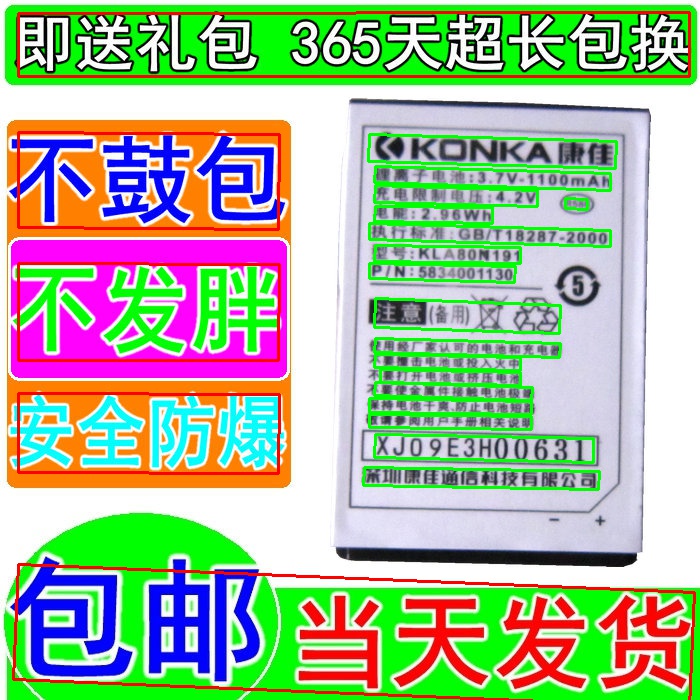 即送礼包 365天超长包换
不鼓包
不发胖
安全防爆
KONKA 康佳
锂离子电池:3.7V-1100mAH
充电限制电压:4.2V
电能:2.96Wh
执行标准:GB/T18287-2000
型号:KLA80N191
P/N:5834001130
5
注意(备用)
使用经厂家认可的电池和充电器
不要撞击电池或投入火中
不要打开电池或挤压电池
不要使金属件接触电池极端
保持电池干爽、防止电池短路
敬请参阅用户手册相关说明
XJ09E3H00631
深圳康佳通信科技有限公司
- +
包邮 当天发货